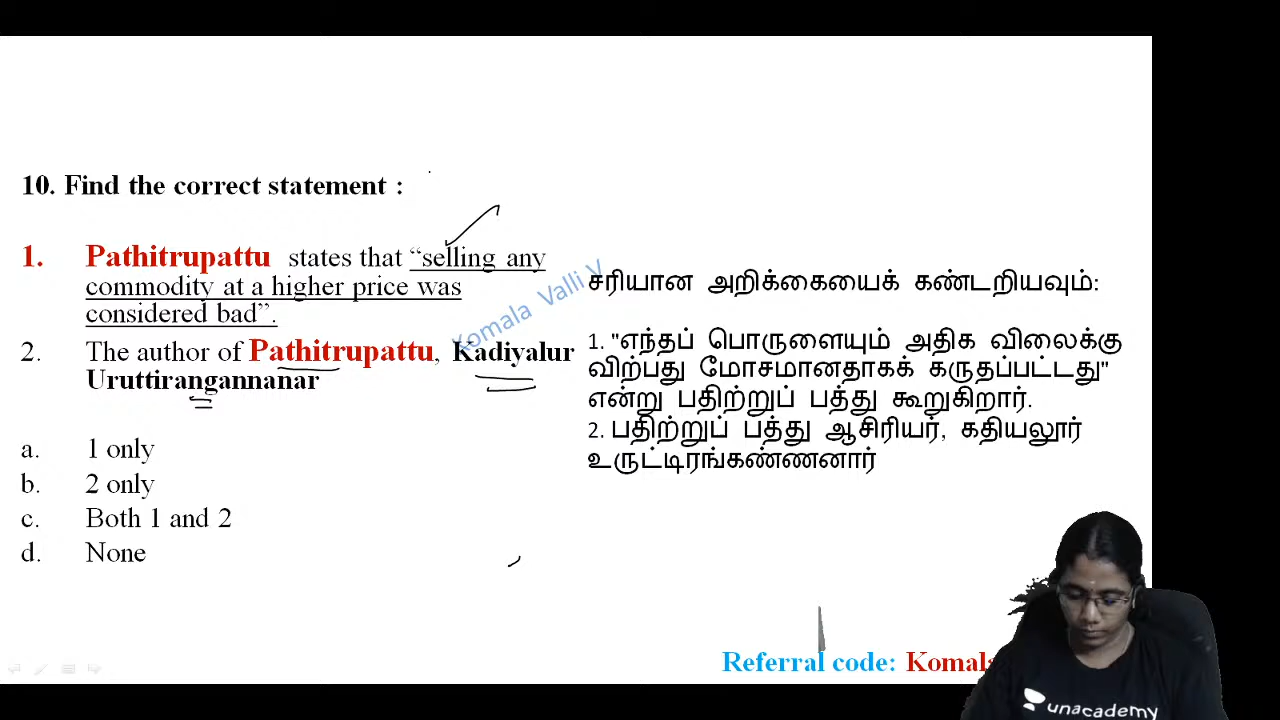 10. Find the correct statement :
1. Pathitrupattu states that “selling any
commodity at a higher price was
considered bad”.
2. The author of Pathitrupattu, Kadiyalur
Uruttirangannanar
a. 1 only
b. 2 only
c. Both 1 and 2
d. None
Komala Valli V
சரியான அறிக்கையைக் கண்டறியவும்:
1. "எந்தப் பொருளையும் அதிக விலைக்கு
விற்பது மோசமானதாகக் கருதப்பட்டது"
என்று பதிற்றுப் பத்து கூறுகிறார்.
2. பதிற்றுப் பத்து ஆசிரியர், கதியலூர்
உருட்டிரங்கண்ணனார்
Referral code: Komala
unacademy